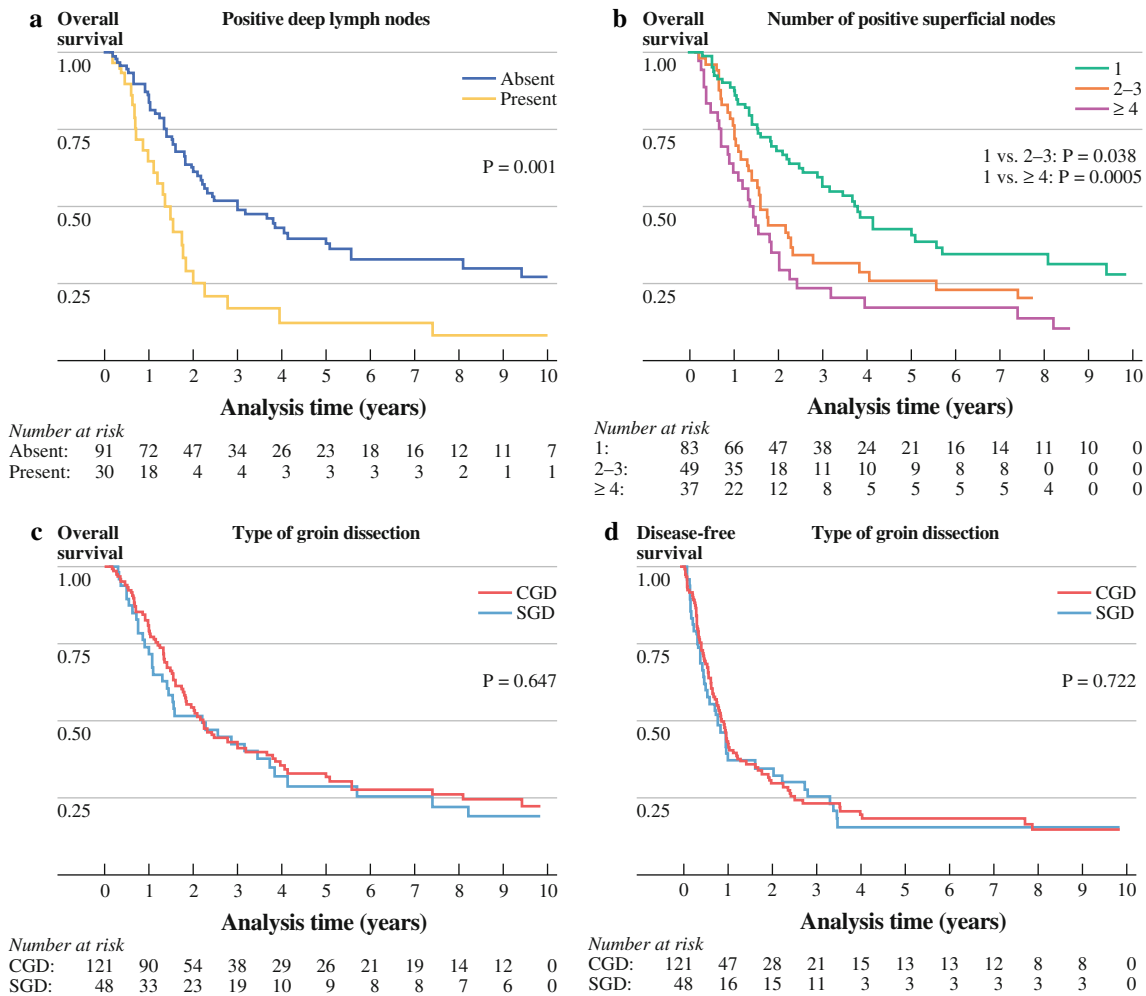 a
Overall survival
Positive deep lymph nodes
1.00
0.75
0.50
0.25
Absent
Present
P = 0.001
0 1 2 3 4 5 6 7 8 9 10
Analysis time (years)
Number at risk
Absent: 91 72 47 34 26 23 18 16 12 11 7
Present: 30 18 4 4 3 3 3 3 2 1 1
b
Overall survival
Number of positive superficial nodes
1.00
0.75
0.50
0.25
1
2–3
≥ 4
1 vs. 2–3: P = 0.038
1 vs. ≥ 4: P = 0.0005
0 1 2 3 4 5 6 7 8 9 10
Analysis time (years)
Number at risk
1: 83 66 47 38 24 21 16 14 11 10 0
2–3: 49 35 18 11 10 9 8 8 0 0 0
≥ 4: 37 22 12 8 5 5 5 5 4 0 0
c
Overall survival
Type of groin dissection
1.00
0.75
0.50
0.25
CGD
SGD
P = 0.647
0 1 2 3 4 5 6 7 8 9 10
Analysis time (years)
Number at risk
CGD: 121 90 54 38 29 26 21 19 14 12 0
SGD: 48 33 23 19 10 9 8 8 7 6 0
d
Disease-free survival
Type of groin dissection
1.00
0.75
0.50
0.25
CGD
SGD
P = 0.722
0 1 2 3 4 5 6 7 8 9 10
Analysis time (years)
Number at risk
CGD: 121 47 28 21 15 13 13 12 8 8 0
SGD: 48 16 15 11 3 3 3 3 3 3 0